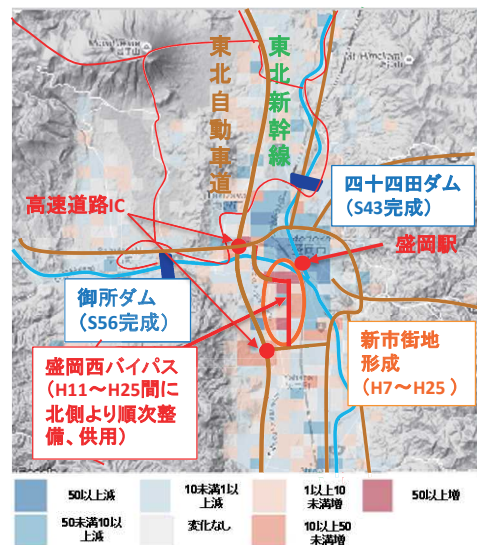 東北自動車道
東北新幹線
四十四田ダム
（S43完成）
高速道路IC
盛岡駅
御所ダム
（S56完成）
新市街地
形成
（H7～H25 ）
盛岡西バイパス
（H11～H25間に
北側より順次整
備、供用）
50以上減
10未満1以
上減
1以上10
未満増
50以上増
50未満10以
上減
変化なし
10以上50
未満増